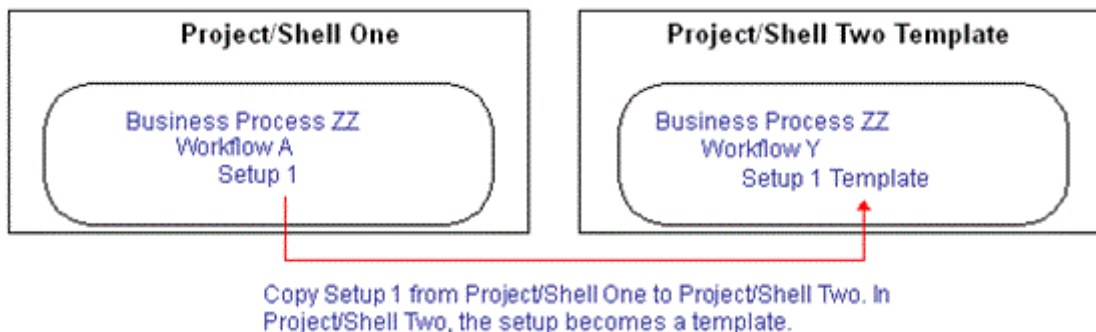 Project/Shell One
Business Process ZZ
Workflow A
Setup 1
Project/Shell Two Template
Business Process ZZ
Workflow Y
Setup 1 Template
Copy Setup 1 from Project/Shell One to Project/Shell Two. In
Project/Shell Two, the setup becomes a template.